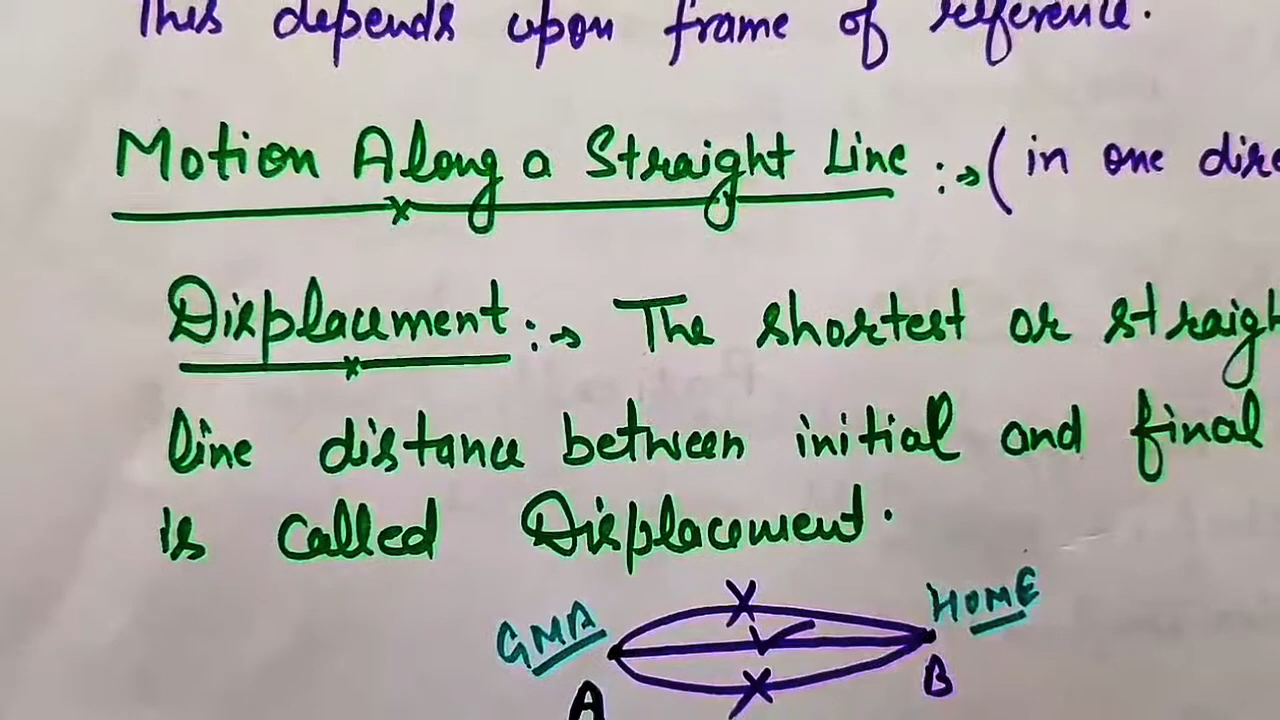 This depends upon frame of reference.
Motion Along a Straight Line :→ ( in one dire
Displacement :→ The shortest or straigh
line distance between initial and final
is called Displacement.
GMA HOME
A B